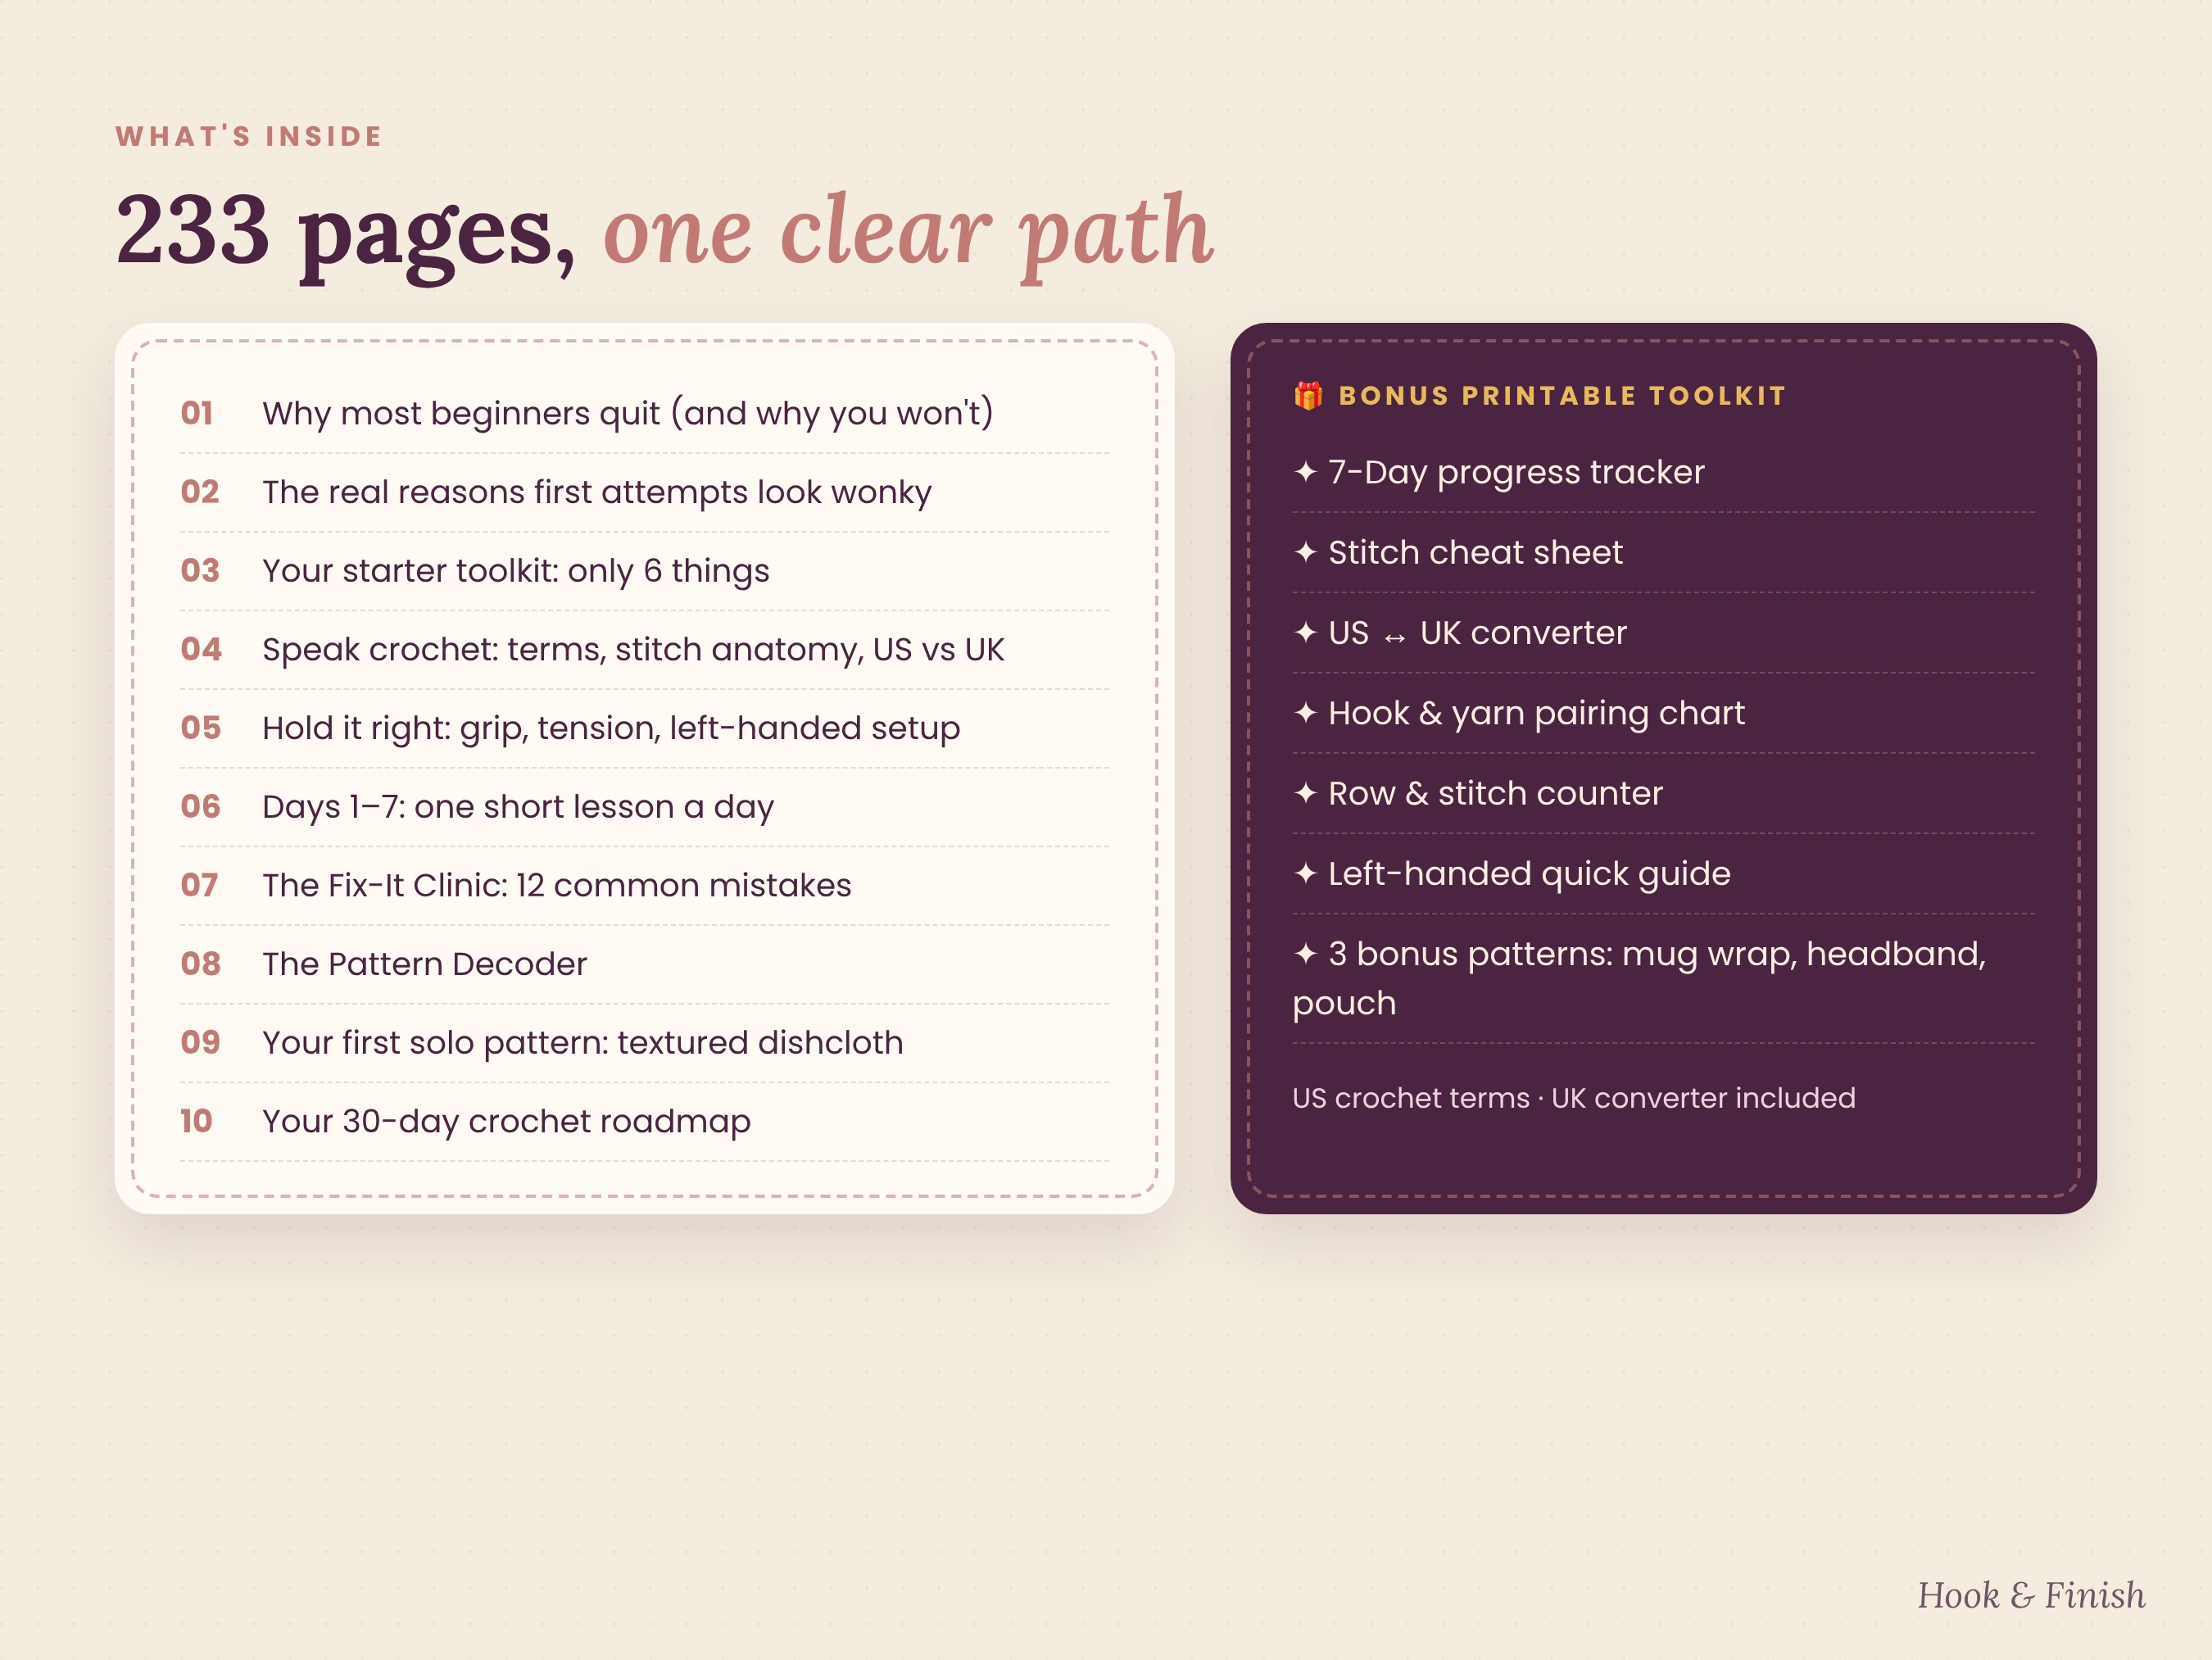 WHAT'S INSIDE
233 pages, one clear path
01 Why most beginners quit (and why you won't)
02 The real reasons first attempts look wonky
03 Your starter toolkit: only 6 things
04 Speak crochet: terms, stitch anatomy, US vs UK
05 Hold it right: grip, tension, left-handed setup
06 Days 1–7: one short lesson a day
07 The Fix-It Clinic: 12 common mistakes
08 The Pattern Decoder
09 Your first solo pattern: textured dishcloth
10 Your 30-day crochet roadmap
🎁 BONUS PRINTABLE TOOLKIT
✦ 7-Day progress tracker
✦ Stitch cheat sheet
✦ US ↔ UK converter
✦ Hook & yarn pairing chart
✦ Row & stitch counter
✦ Left-handed quick guide
✦ 3 bonus patterns: mug wrap, headband,
pouch
US crochet terms · UK converter included
Hook & Finish